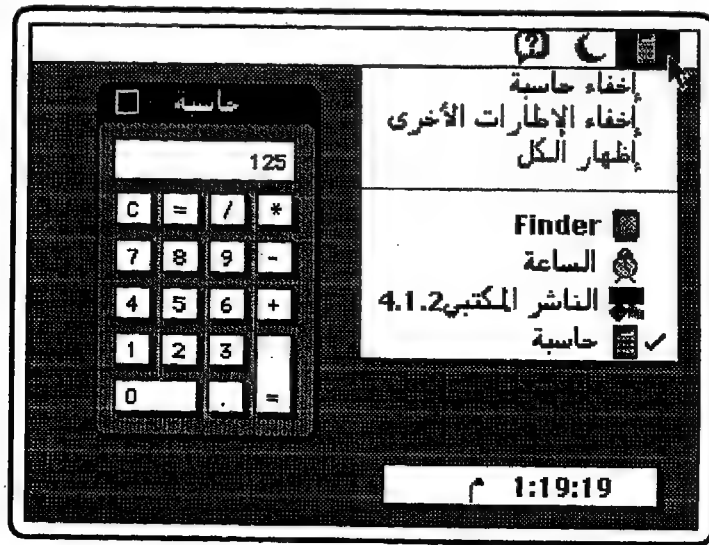 حاسبة
125
C = / *
7 8 9 -
4 5 6 +
1 2 3
0 . =
إخفاء حاسبة
إخفاء الإطارات الأخرى
إظهار الكل
Finder
الساعة
الناشر المكتبي4.1.2
حاسبة
1:19:19 م